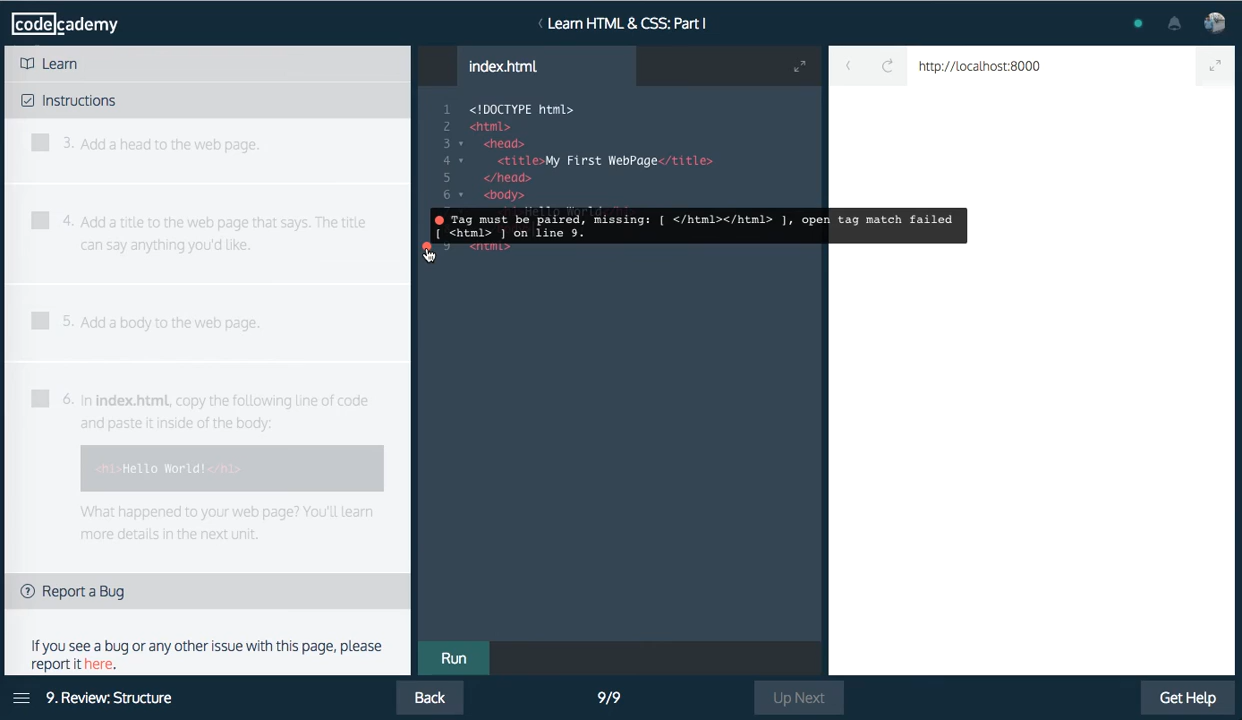 codecademy
Learn HTML & CSS: Part I
Learn
Instructions
3. Add a head to the web page.
4. Add a title to the web page that says. The title
can say anything you'd like.
5. Add a body to the web page.
6. In index.html, copy the following line of code
and paste it inside of the body:
<h1>Hello World!</h1>
What happened to your web page? You'll learn
more details in the next unit.
Report a Bug
If you see a bug or any other issue with this page, please
report it here.
index.html
1 <!DOCTYPE html>
2 <html>
3 <head>
4 <title>My First WebPage</title>
5 </head>
6 <body>
Hello World
Tag must be paired, missing: [ </html></html> ], open tag match failed
[ <html> ] on line 9.
9 <html>
Run
http://localhost:8000
9. Review: Structure
Back
9/9
Up Next
Get Help